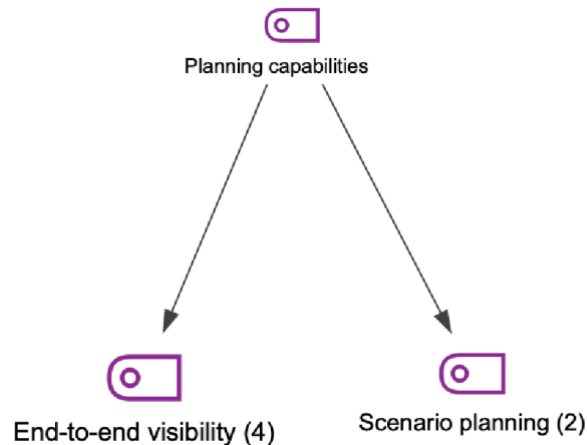 Planning capabilities
End-to-end visibility (4)
Scenario planning (2)